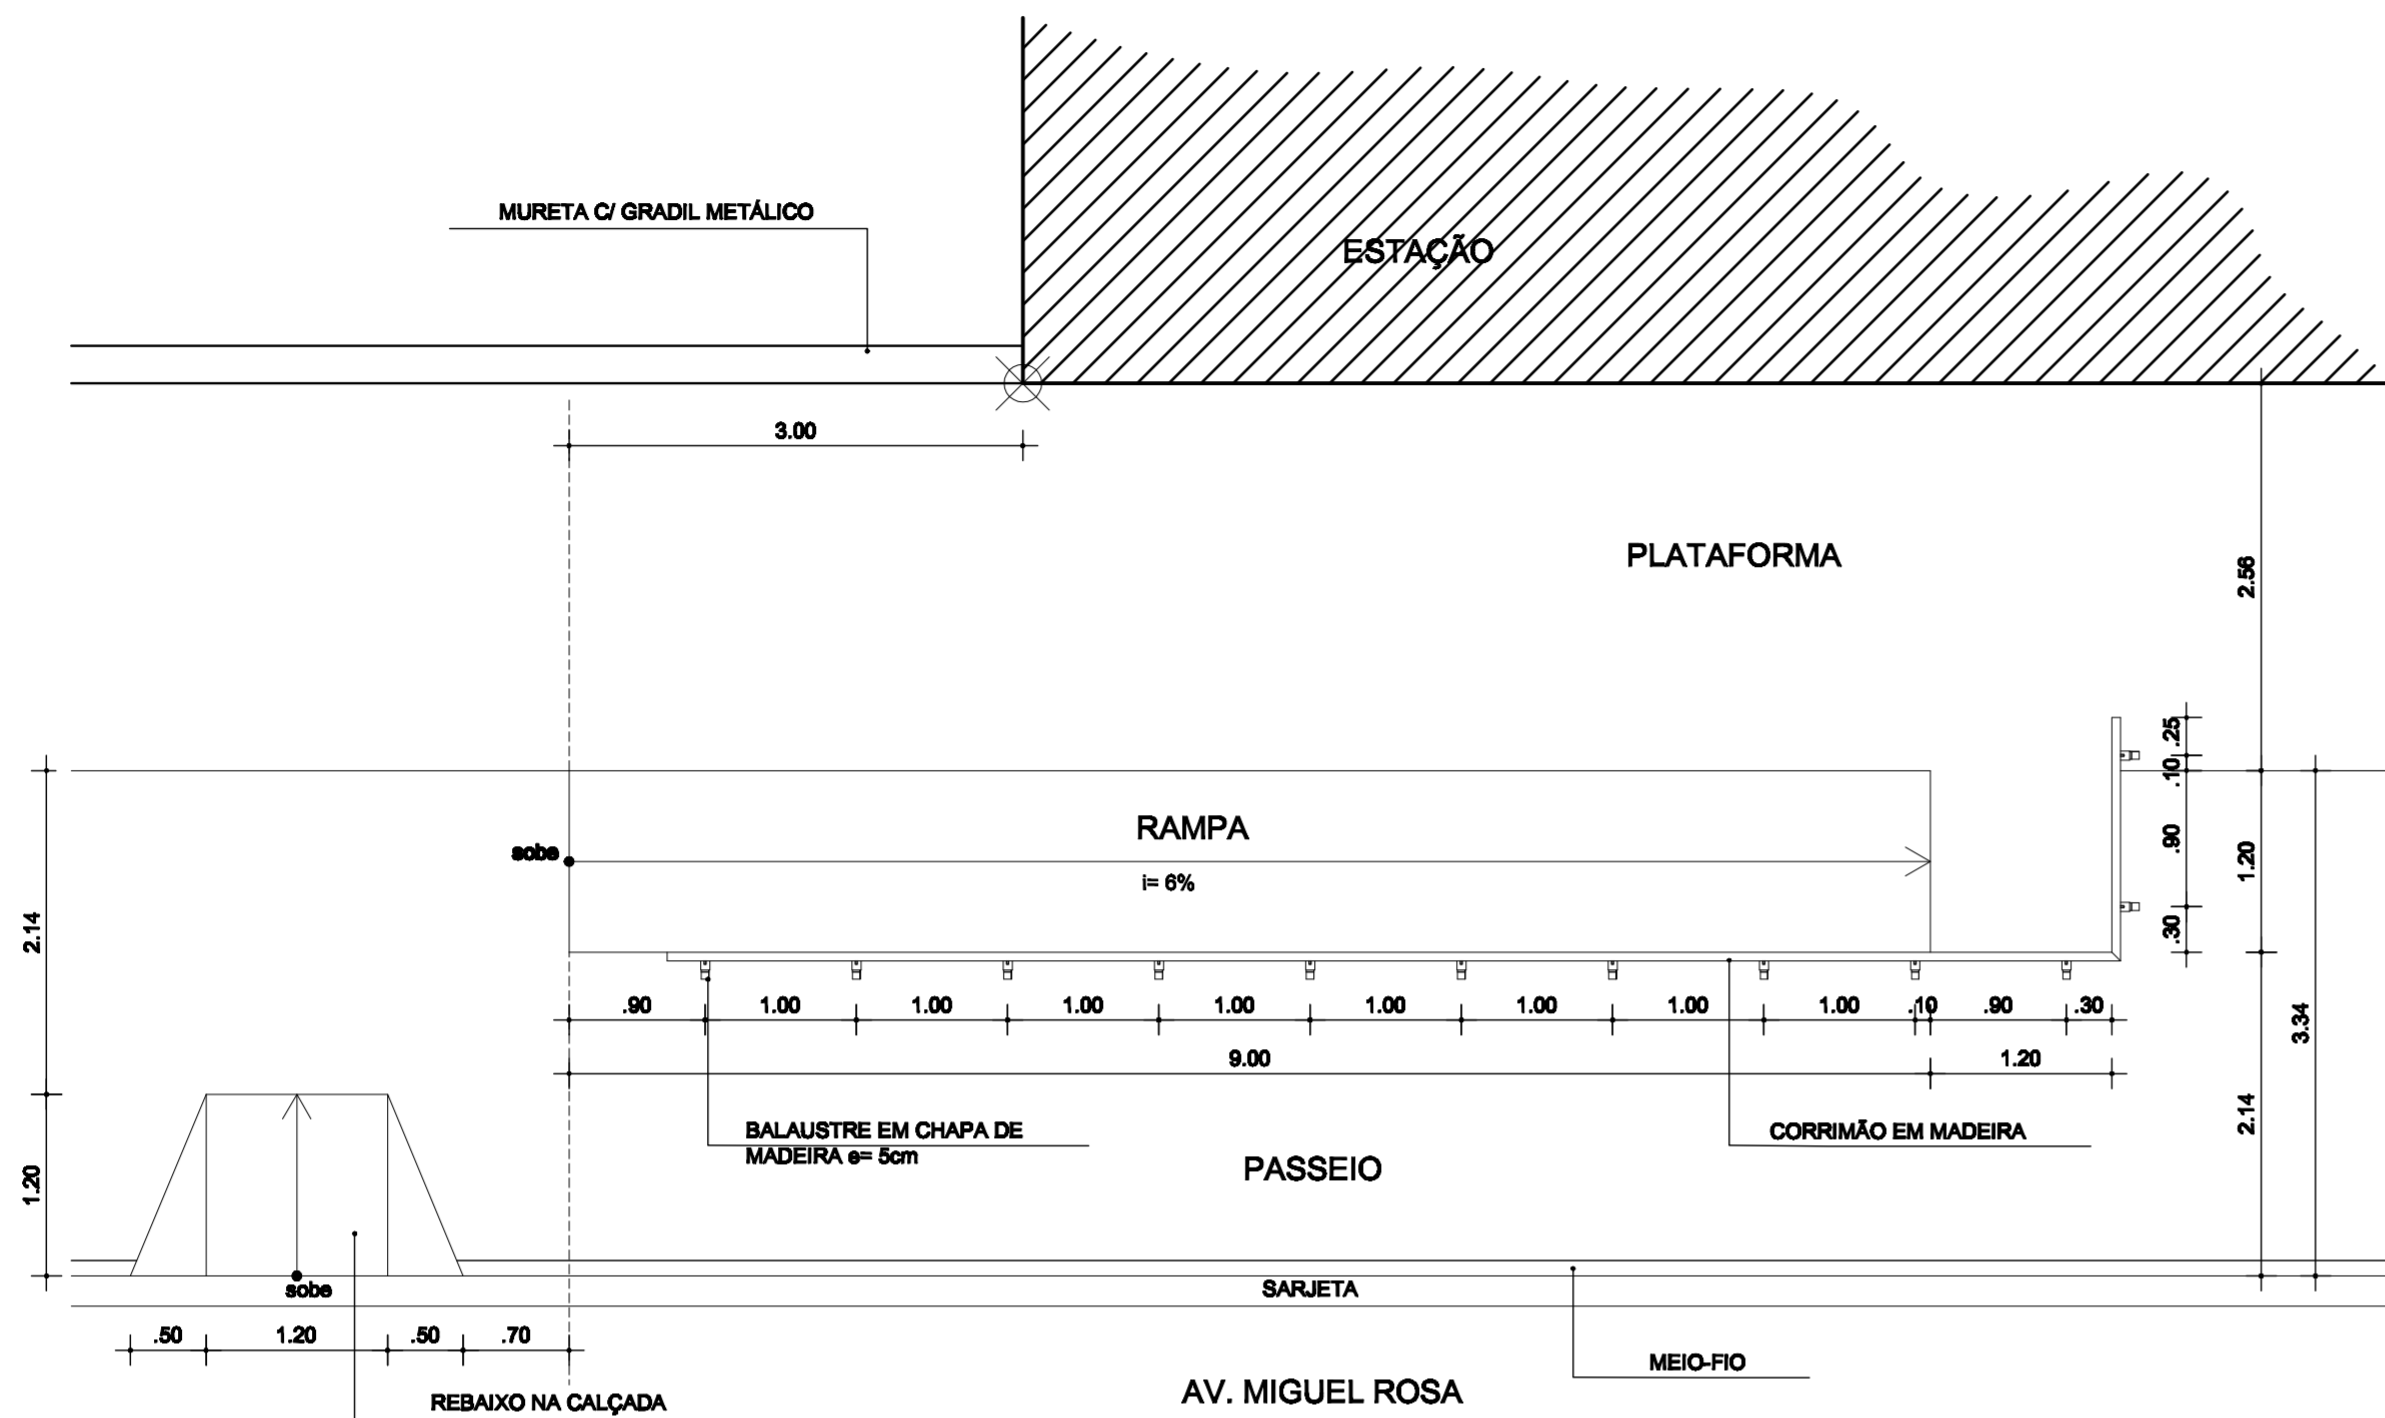 MURETA C/ GRADIL METÁLICO
ESTAÇÃO
3.00
PLATAFORMA
2.56
.25
.10
RAMPA
.90
1.20
sobe
i= 6%
2.14
.30
.90
1.00
1.00
1.00
1.00
1.00
1.00
1.00
1.00
.10
.90
.30
3.34
9.00
1.20
BALAUSTRE EM CHAPA DE
MADEIRA e= 5cm
CORRIMÃO EM MADEIRA
2.14
PASSEIO
1.20
sobe
SARJETA
.50
1.20
.50
.70
MEIO-FIO
REBAIXO NA CALÇADA
AV. MIGUEL ROSA